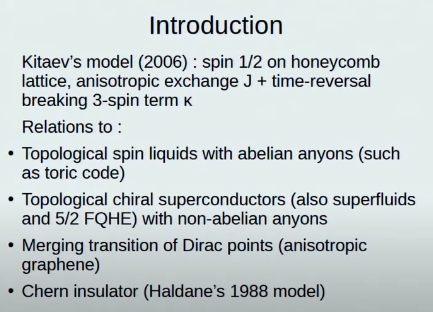 Introduction
Kitaev's model (2006) : spin 1/2 on honeycomb
lattice, anisotropic exchange J + time-reversal
breaking 3-spin term κ
Relations to :
• Topological spin liquids with abelian anyons (such
as toric code)
• Topological chiral superconductors (also superfluids
and 5/2 FQHE) with non-abelian anyons
• Merging transition of Dirac points (anisotropic
graphene)
• Chern insulator (Haldane's 1988 model)